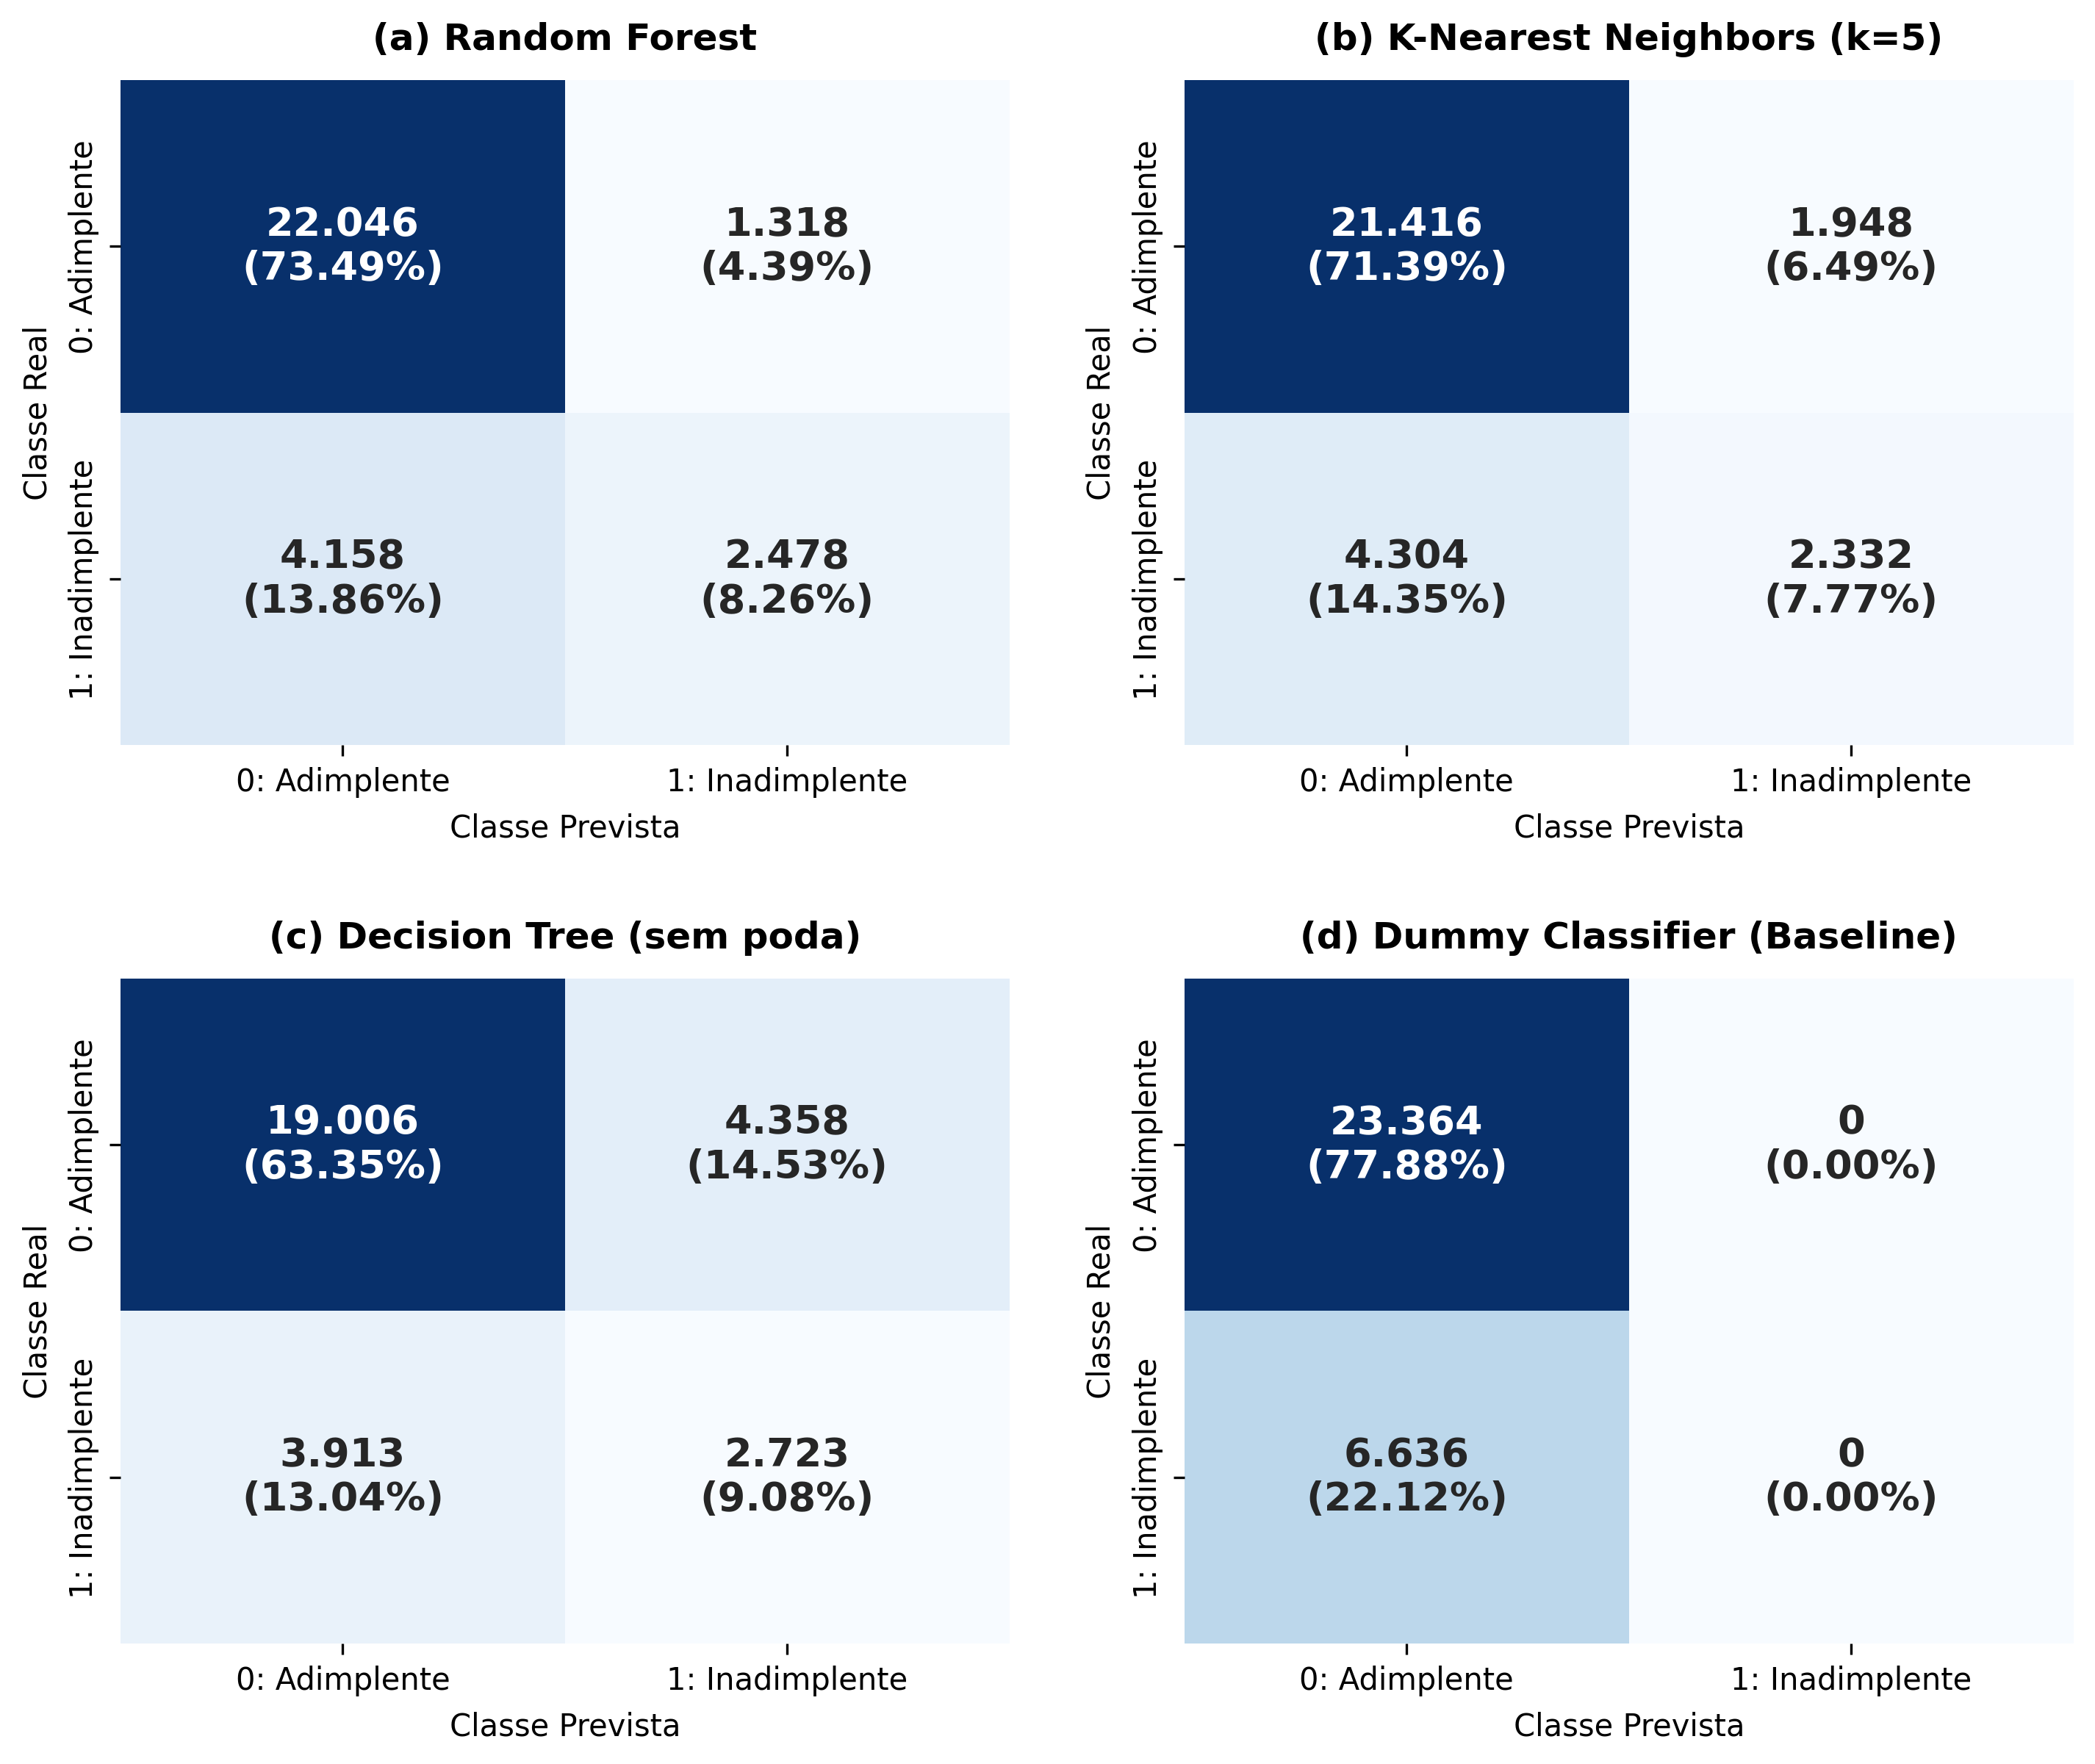 (a) Random Forest
Classe Real
0: Adimplente
22.046
(73.49%)
1.318
(4.39%)
1: Inadimplente
4.158
(13.86%)
2.478
(8.26%)
0: Adimplente
1: Inadimplente
Classe Prevista
(b) K-Nearest Neighbors (k=5)
Classe Real
0: Adimplente
21.416
(71.39%)
1.948
(6.49%)
1: Inadimplente
4.304
(14.35%)
2.332
(7.77%)
0: Adimplente
1: Inadimplente
Classe Prevista
(c) Decision Tree (sem poda)
Classe Real
0: Adimplente
19.006
(63.35%)
4.358
(14.53%)
1: Inadimplente
3.913
(13.04%)
2.723
(9.08%)
0: Adimplente
1: Inadimplente
Classe Prevista
(d) Dummy Classifier (Baseline)
Classe Real
0: Adimplente
23.364
(77.88%)
0
(0.00%)
1: Inadimplente
6.636
(22.12%)
0
(0.00%)
0: Adimplente
1: Inadimplente
Classe Prevista